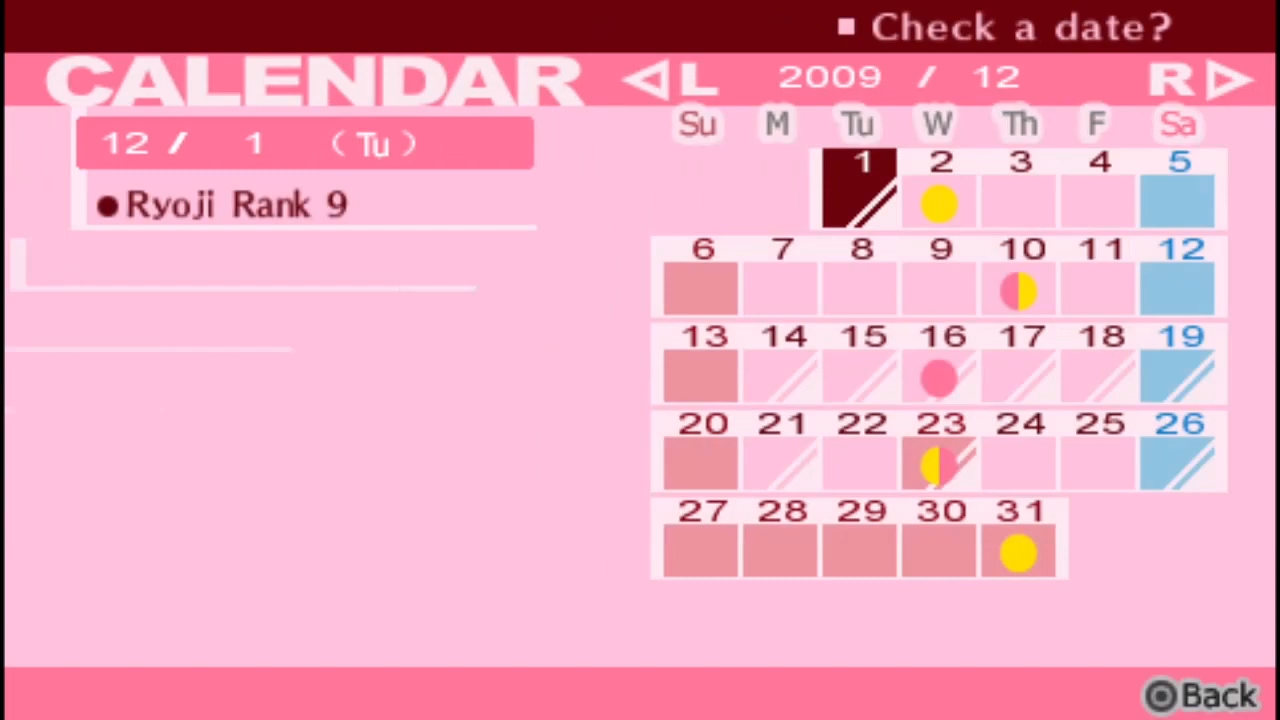 ■ Check a date?
CALENDAR
L 2009 / 12 R
12 / 1 (Tu)
● Ryoji Rank 9
Su M Tu W Th F Sa
1 2 3 4 5
6 7 8 9 10 11 12
13 14 15 16 17 18 19
20 21 22 23 24 25 26
27 28 29 30 31
Back